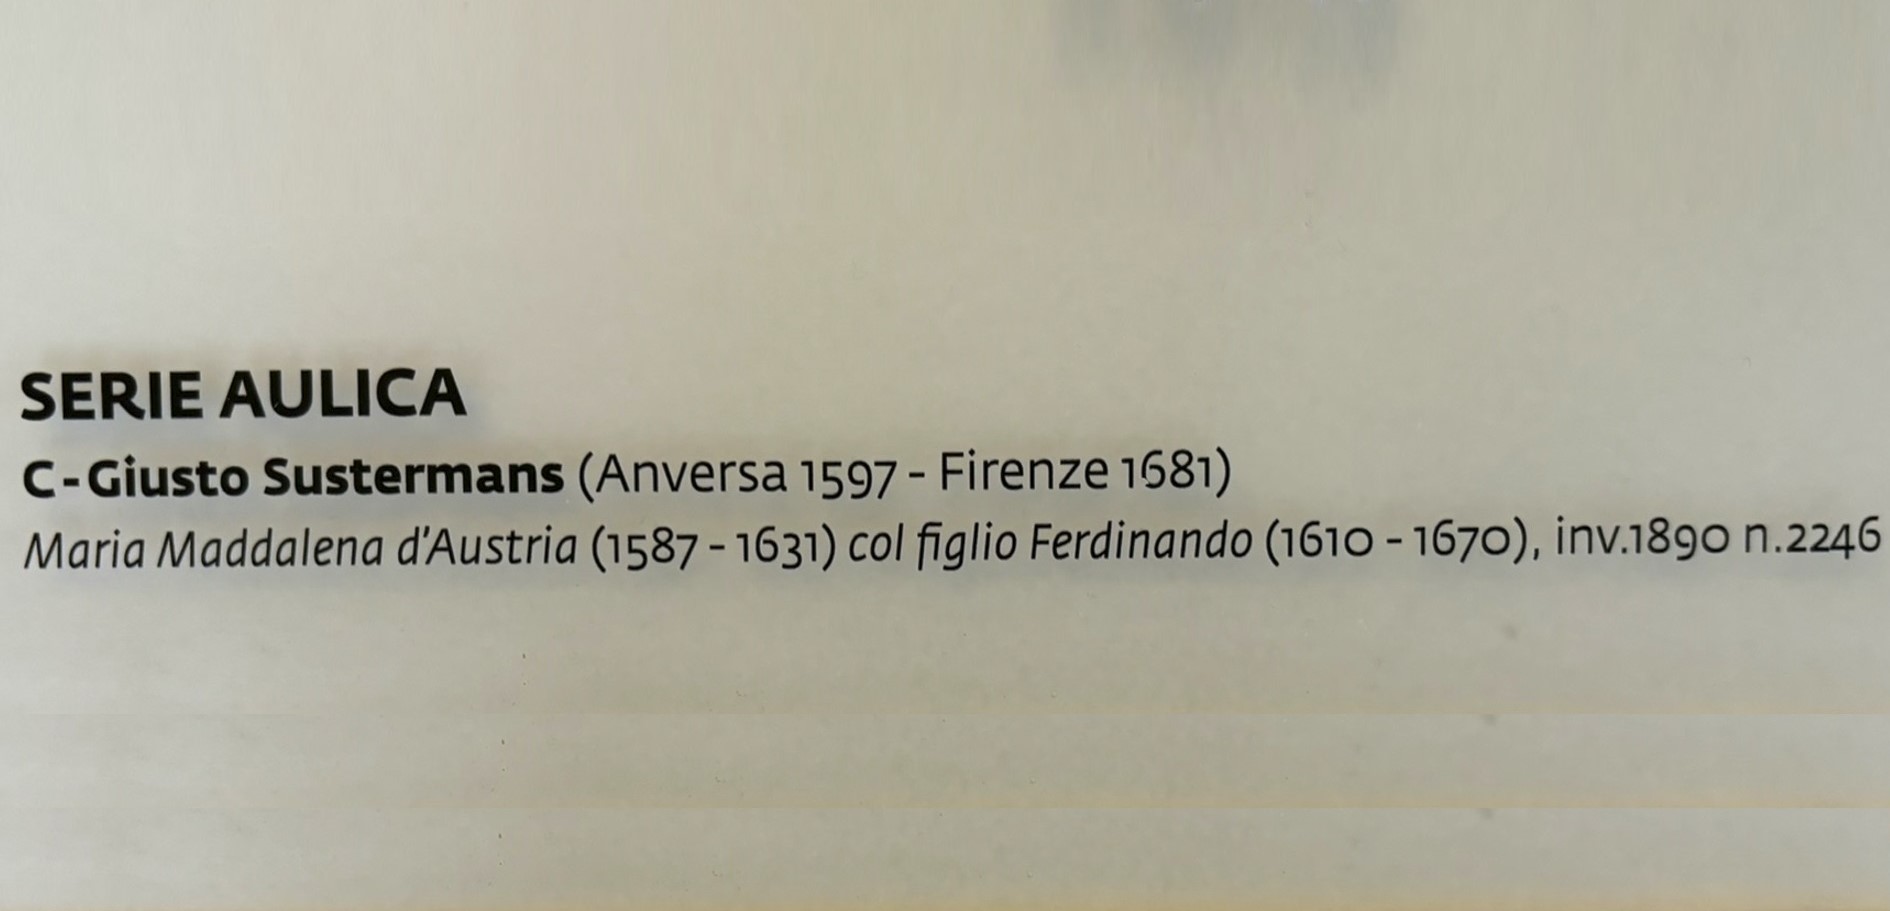 SERIE AULICA
C-Giusto Sustermans (Anversa 1597 - Firenze 1681)
Maria Maddalena d'Austria (1587 - 1631) col figlio Ferdinando (1610 - 1670), inv.1890 n.2246